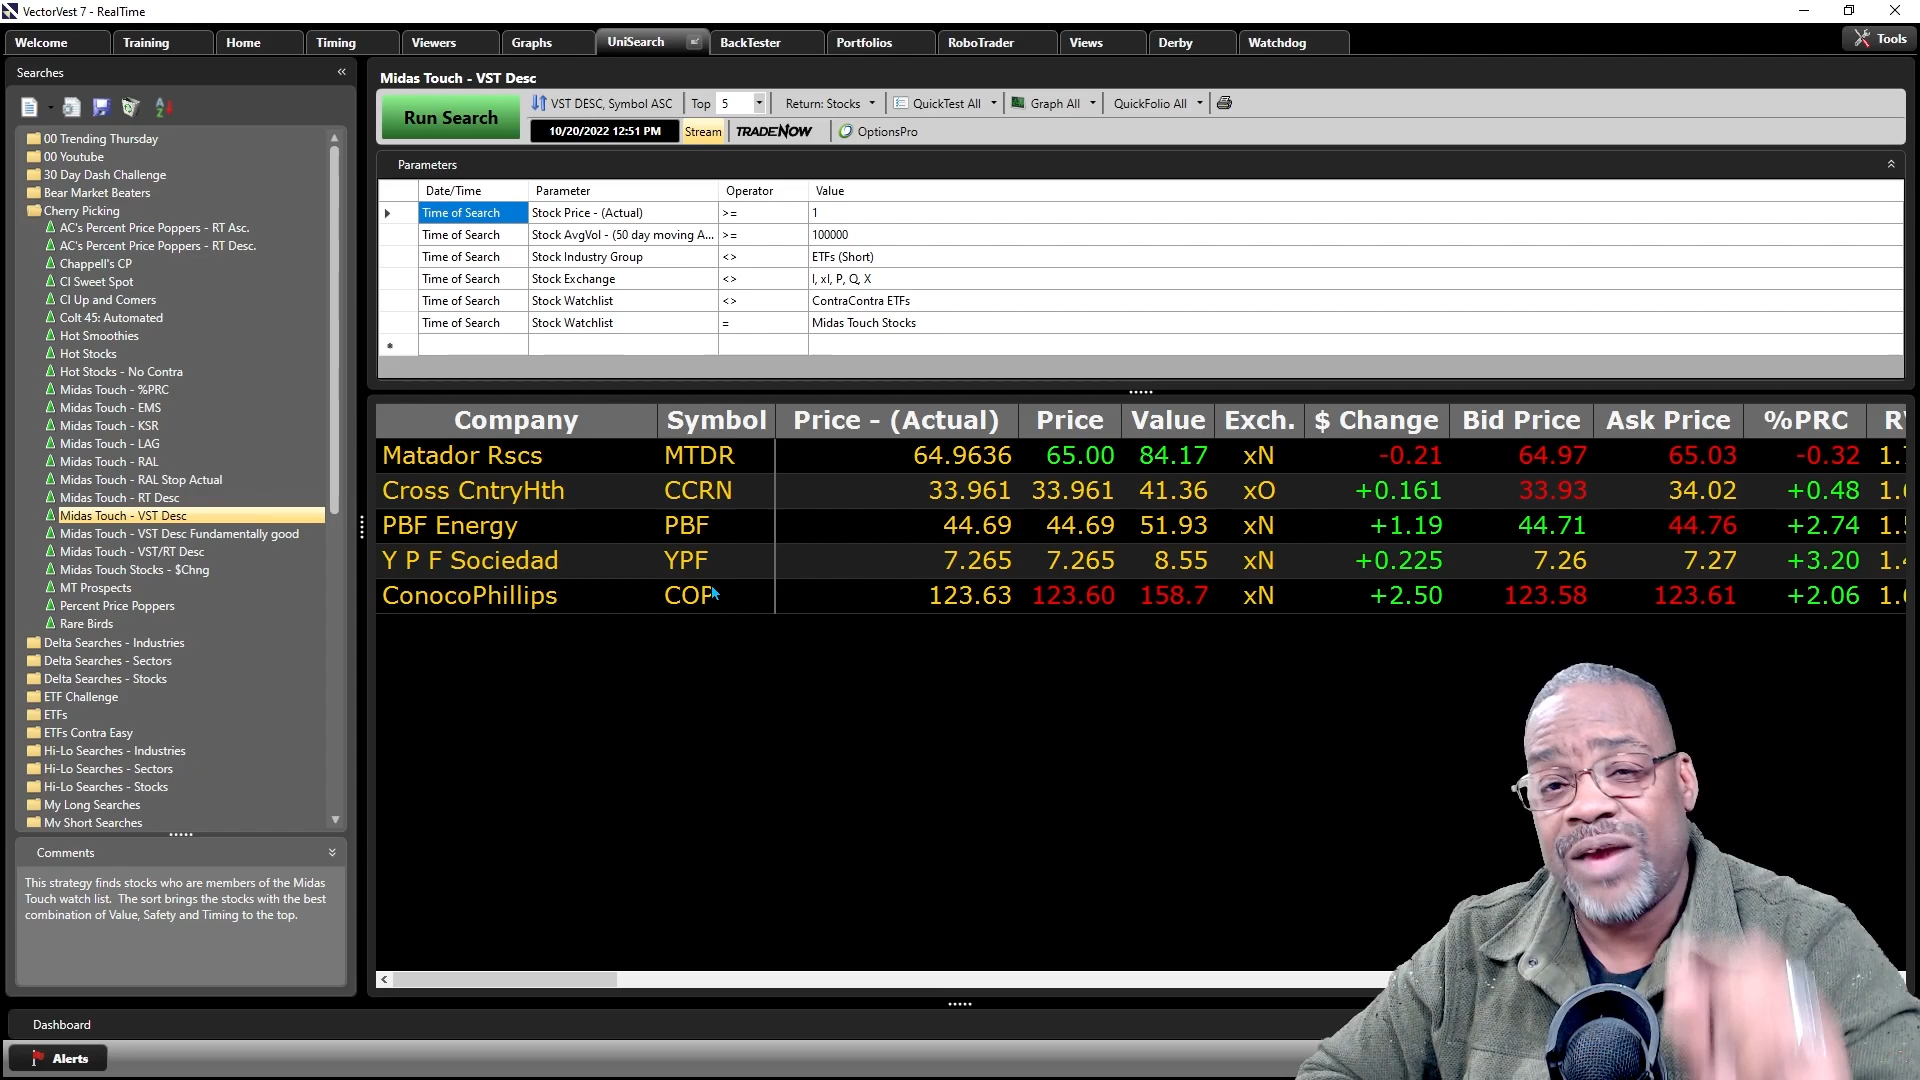 VectorVest 7 - RealTime
Welcome Training Home Timing Viewers Graphs UniSearch BackTester Portfolios RoboTrader Views Derby Watchdog Tools
Searches
00 Trending Thursday
00 Youtube
30 Day Dash Challenge
Bear Market Beaters
Cherry Picking
AC's Percent Price Poppers - RT Asc.
AC's Percent Price Poppers - RT Desc.
Chappell's CP
CI Sweet Spot
CI Up and Comers
Colt 45: Automated
Hot Smoothies
Hot Stocks
Hot Stocks - No Contra
Midas Touch - %PRC
Midas Touch - EMS
Midas Touch - KSR
Midas Touch - LAG
Midas Touch - RAL
Midas Touch - RAL Stop Actual
Midas Touch - RT Desc
Midas Touch - VST Desc
Midas Touch - VST Desc Fundamentally good
Midas Touch - VST/RT Desc
Midas Touch Stocks - $Chng
MT Prospects
Percent Price Poppers
Rare Birds
Delta Searches - Industries
Delta Searches - Sectors
Delta Searches - Stocks
ETF Challenge
ETFs
ETFs Contra Easy
Hi-Lo Searches - Industries
Hi-Lo Searches - Sectors
Hi-Lo Searches - Stocks
My Long Searches
My Short Searches
Comments
This strategy finds stocks who are members of the Midas
Touch watch list. The sort brings the stocks with the best
combination of Value, Safety and Timing to the top.
Midas Touch - VST Desc
Run Search
VST DESC, Symbol ASC Top 5 Return: Stocks QuickTest All Graph All QuickFolio All
10/20/2022 12:51 PM Stream TRADENOW OptionsPro
Parameters
Date/Time Parameter Operator Value
Time of Search Stock Price - (Actual) >= 1
Time of Search Stock AvgVol - (50 day moving A... >= 100000
Time of Search Stock Industry Group <> ETFs (Short)
Time of Search Stock Exchange <> I, xI, P, Q, X
Time of Search Stock Watchlist <> ContraContra ETFs
Time of Search Stock Watchlist = Midas Touch Stocks
*
Company Symbol Price - (Actual) Price Value Exch. $ Change Bid Price Ask Price %PRC
Matador Rscs MTDR 64.9636 65.00 84.17 xN -0.21 64.97 65.03 -0.32
Cross CntryHth CCRN 33.961 33.961 41.36 xO +0.161 33.93 34.02 +0.48
PBF Energy PBF 44.69 44.69 51.93 xN +1.19 44.71 44.76 +2.74
Y P F Sociedad YPF 7.265 7.265 8.55 xN +0.225 7.26 7.27 +3.20
ConocoPhillips COP 123.63 123.60 158.7 xN +2.50 123.58 123.61 +2.06
Dashboard
Alerts